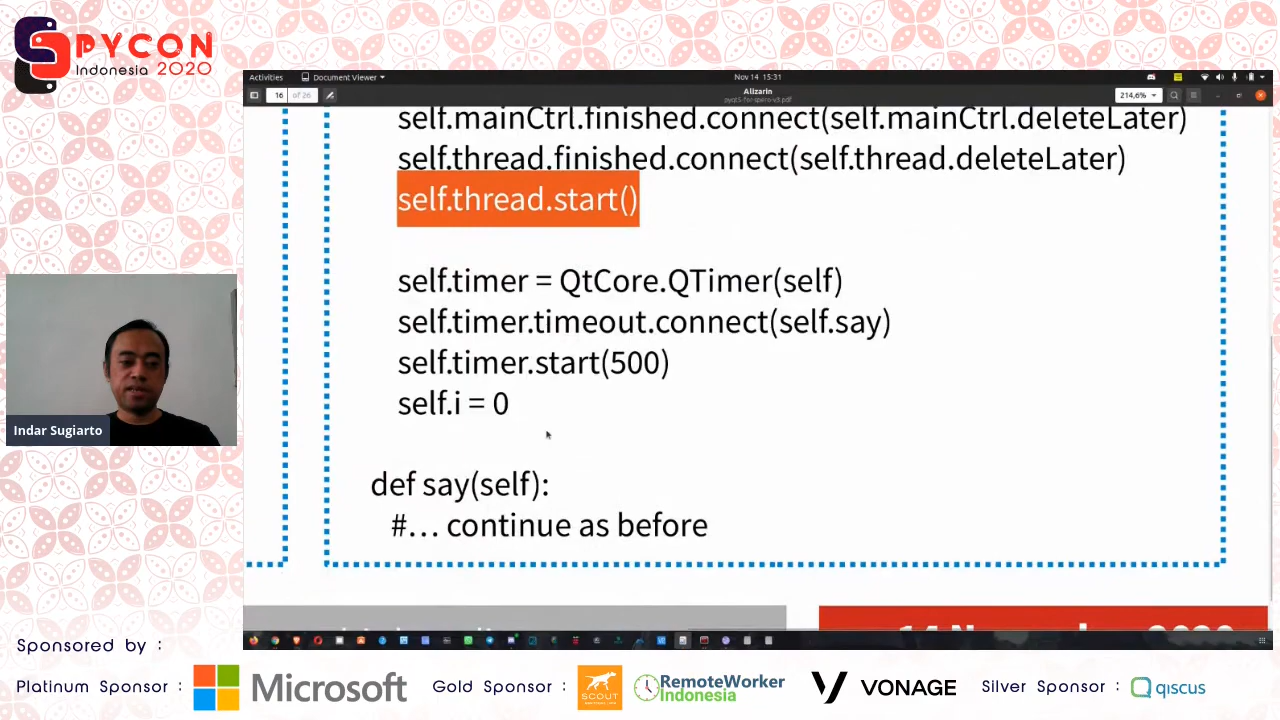 PYCON
Indonesia 2020
Activities
Document Viewer
Nov 14 15:31
16
of 26
Alizarin
214,6%
self.mainCtrl.finished.connect(self.mainCtrl.deleteLater)
self.thread.finished.connect(self.thread.deleteLater)
self.thread.start()
self.timer = QtCore.QTimer(self)
self.timer.timeout.connect(self.say)
self.timer.start(500)
self.i = 0
def say(self):
#… continue as before
Indar Sugiarto
Sponsored by :
Platinum Sponsor :
Microsoft
Gold Sponsor :
SCOUT
RemoteWorker
Indonesia
VONAGE
Silver Sponsor :
qiscus